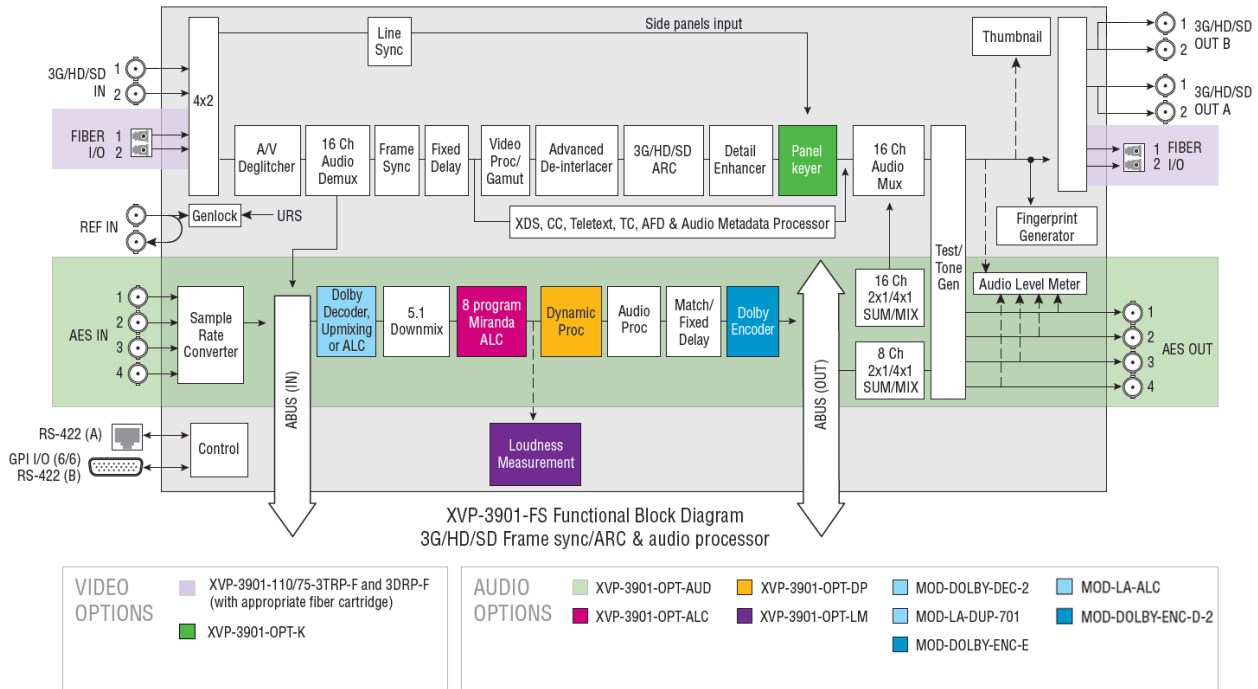 Side panels input
Line
Sync
Thumbnail
1
3G/HD/SD
OUT B
2
3G/HD/SD
IN
1
2
4x2
1
3G/HD/SD
OUT A
2
FIBER
I/O
1
2
A/V
Deglitcher
16 Ch
Audio
Demux
Frame
Sync
Fixed
Delay
Video
Proc/
Gamut
Advanced
De-interlacer
3G/HD/SD
ARC
Detail
Enhancer
Panel
keyer
16 Ch
Audio
Mux
1
2
FIBER
I/O
REF IN
Genlock
URS
XDS, CC, Teletext, TC, AFD & Audio Metadata Processor
Fingerprint
Generator
Test/
Tone
Gen
AES IN
1
2
3
4
Sample
Rate
Converter
ABUS (IN)
Dolby
Decoder,
Upmixing
or ALC
5.1
Downmix
8 program
Miranda
ALC
Dynamic
Proc
Audio
Proc
Match/
Fixed
Delay
Dolby
Encoder
ABUS (OUT)
16 Ch
2x1/4x1
SUM/MIX
8 Ch
2x1/4x1
SUM/MIX
Audio Level Meter
1
2
3
4
AES OUT
RS-422 (A)
GPI I/O (6/6)
RS-422 (B)
Control
Loudness
Measurement
XVP-3901-FS Functional Block Diagram
3G/HD/SD Frame sync/ARC & audio processor
VIDEO
OPTIONS
XVP-3901-110/75-3TRP-F and 3DRP-F
(with appropriate fiber cartridge)
XVP-3901-OPT-K
AUDIO
OPTIONS
XVP-3901-OPT-AUD
XVP-3901-OPT-ALC
XVP-3901-OPT-DP
XVP-3901-OPT-LM
MOD-DOLBY-DEC-2
MOD-LA-DUP-701
MOD-DOLBY-ENC-E
MOD-LA-ALC
MOD-DOLBY-ENC-D-2